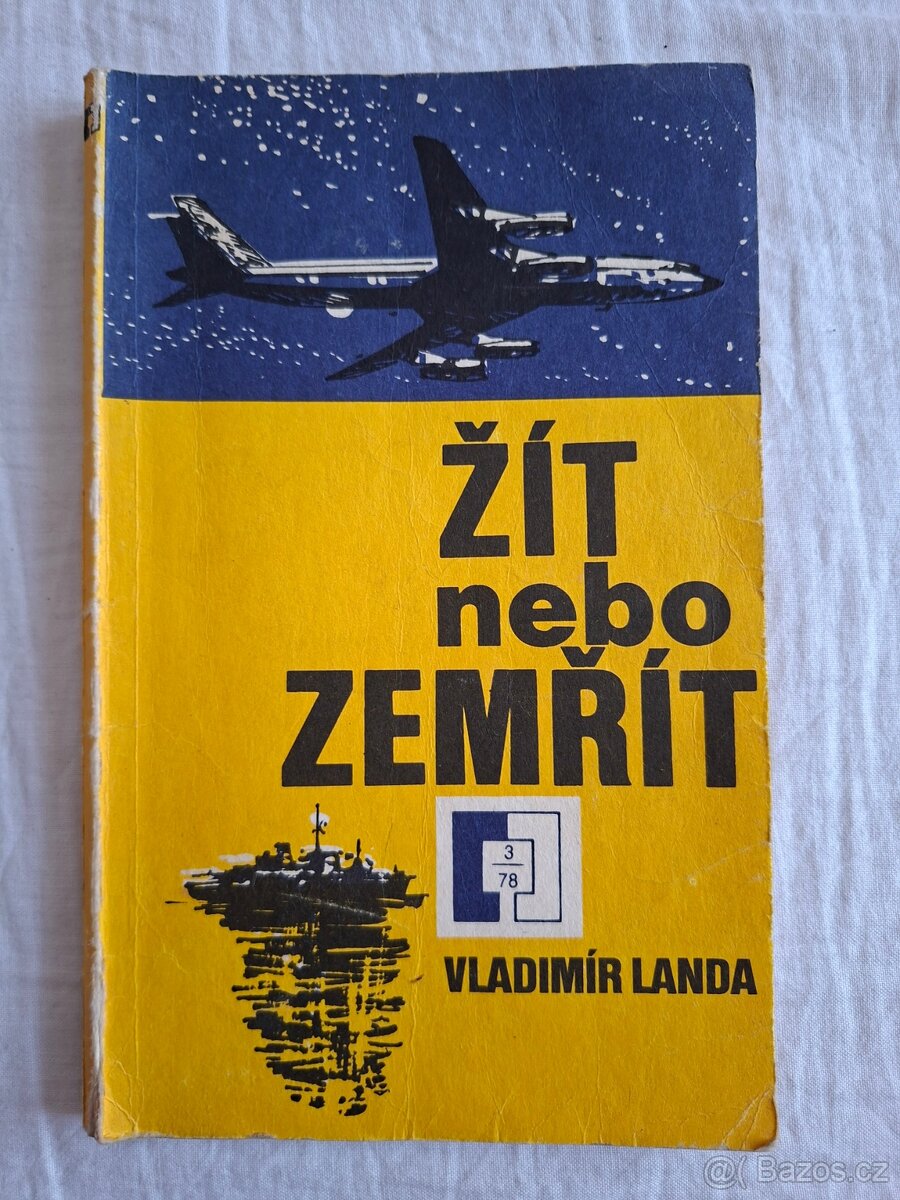 ŽÍT
nebo
ZEMŘÍT
3
78
VLADIMÍR LANDA
@( Bazos.cz